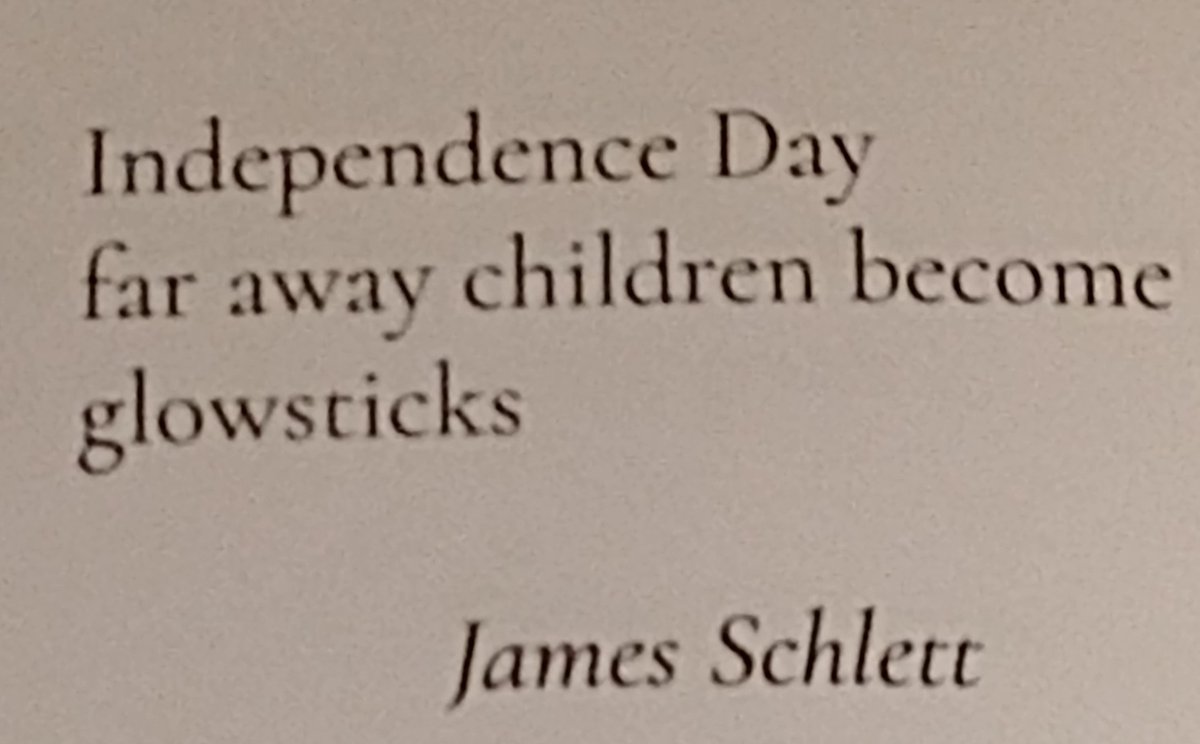 Independence Day
far away children become
glowsticks
James Schlett